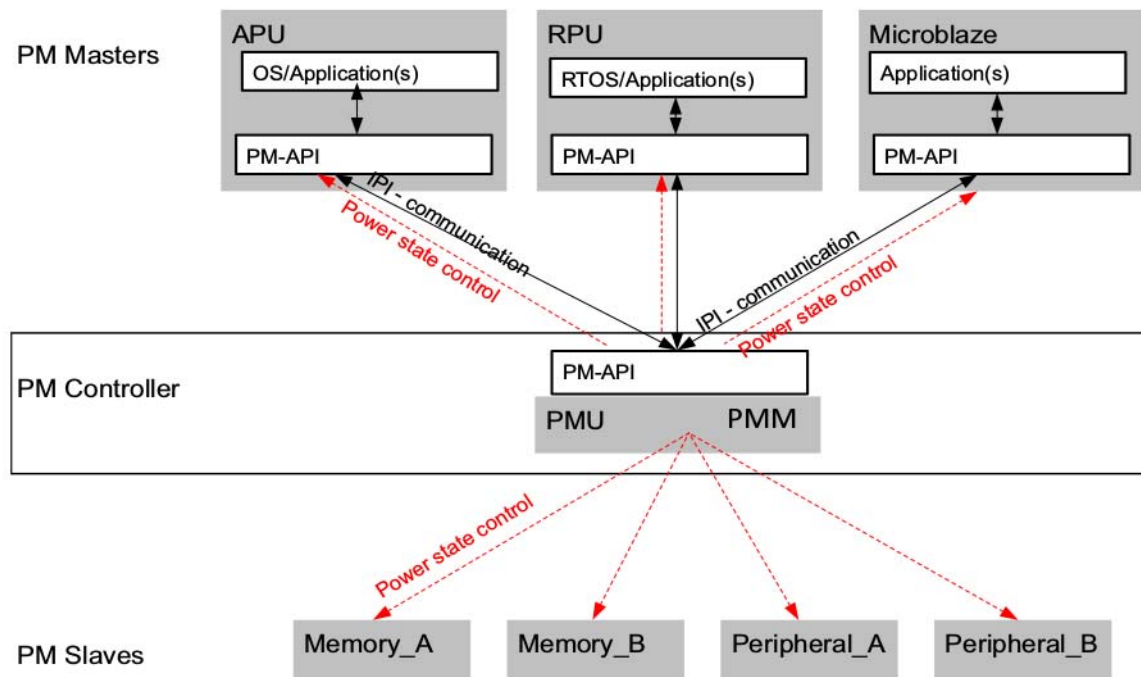 PM Masters
APU
OS/Application(s)
PM-API
RPU
RTOS/Application(s)
PM-API
Microblaze
Application(s)
PM-API
IPI - communication
Power state control
IPI - communication
Power state control
PM Controller
PM-API
PMU PMM
Power state control
PM Slaves
Memory_A
Memory_B
Peripheral_A
Peripheral_B